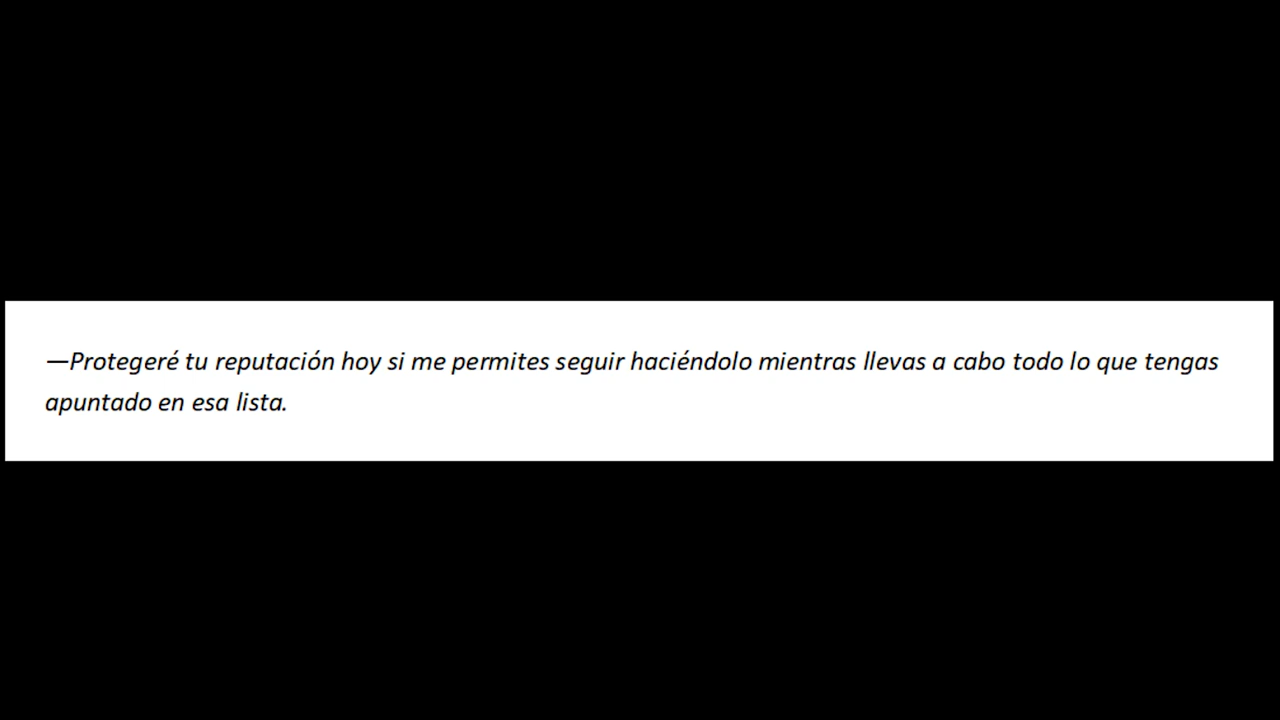 —Protegeré tu reputación hoy si me permites seguir haciéndolo mientras llevas a cabo todo lo que tengas
apuntado en esa lista.